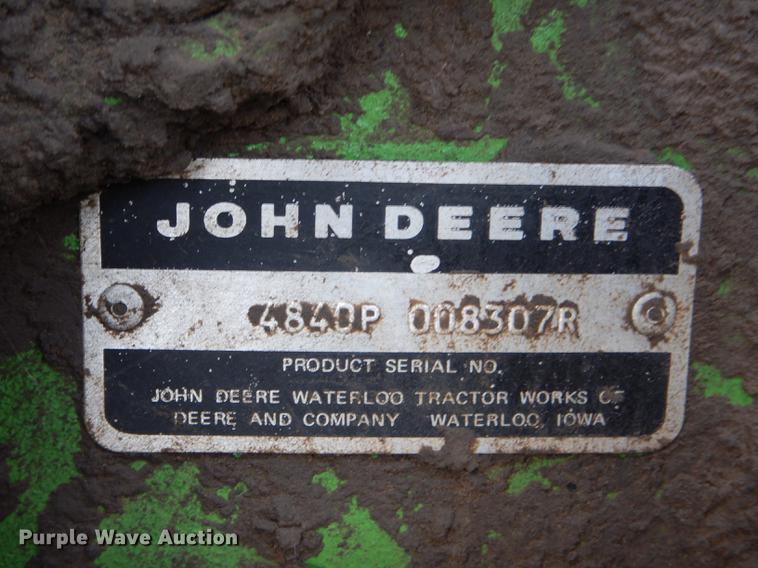 JOHN DEERE
4840P 008307R
PRODUCT SERIAL NO.
JOHN DEERE WATERLOO TRACTOR WORKS OF
DEERE AND COMPANY WATERLOO, IOWA
Purple Wave Auction